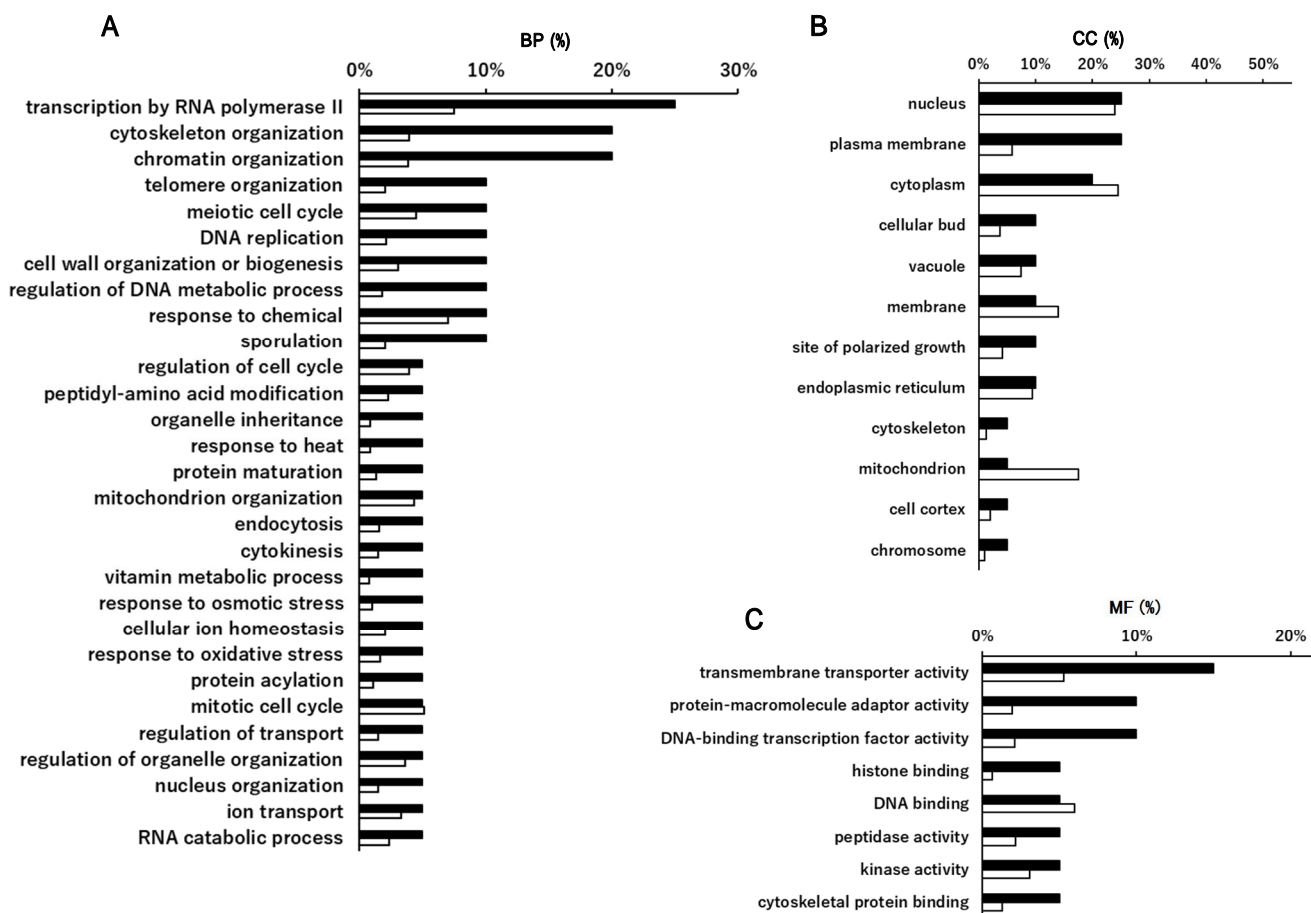 A
BP (%)
0% 10% 20% 30%
transcription by RNA polymerase II
cytoskeleton organization
chromatin organization
telomere organization
meiotic cell cycle
DNA replication
cell wall organization or biogenesis
regulation of DNA metabolic process
response to chemical
sporulation
regulation of cell cycle
peptidyl-amino acid modification
organelle inheritance
response to heat
protein maturation
mitochondrion organization
endocytosis
cytokinesis
vitamin metabolic process
response to osmotic stress
cellular ion homeostasis
response to oxidative stress
protein acylation
mitotic cell cycle
regulation of transport
regulation of organelle organization
nucleus organization
ion transport
RNA catabolic process
B
CC (%)
0% 10% 20% 30% 40% 50%
nucleus
plasma membrane
cytoplasm
cellular bud
vacuole
membrane
site of polarized growth
endoplasmic reticulum
cytoskeleton
mitochondrion
cell cortex
chromosome
C
MF (%)
0% 10% 20%
transmembrane transporter activity
protein-macromolecule adaptor activity
DNA-binding transcription factor activity
histone binding
DNA binding
peptidase activity
kinase activity
cytoskeletal protein binding